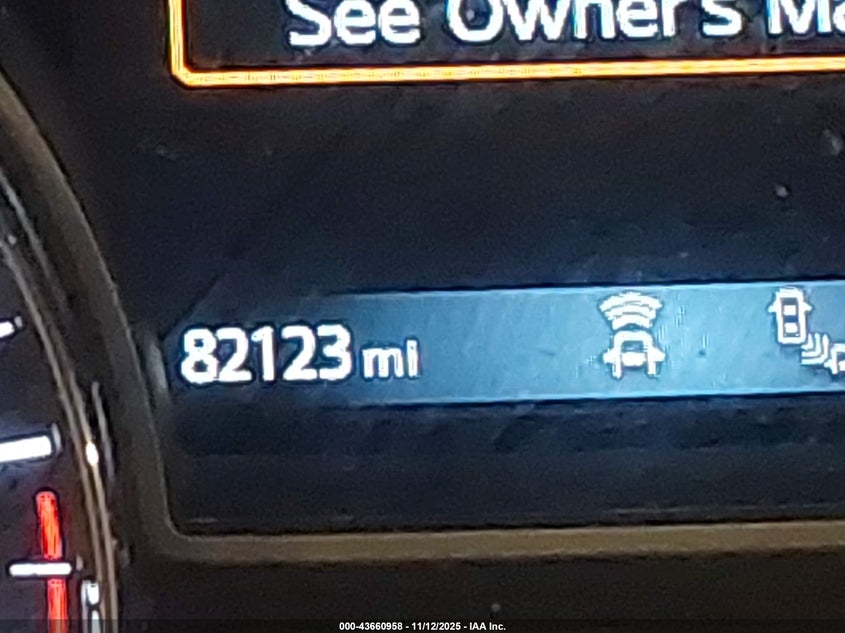 See Owner's Ma
82123 mi
000-43660958 - 11/12/2025 - IAA Inc.